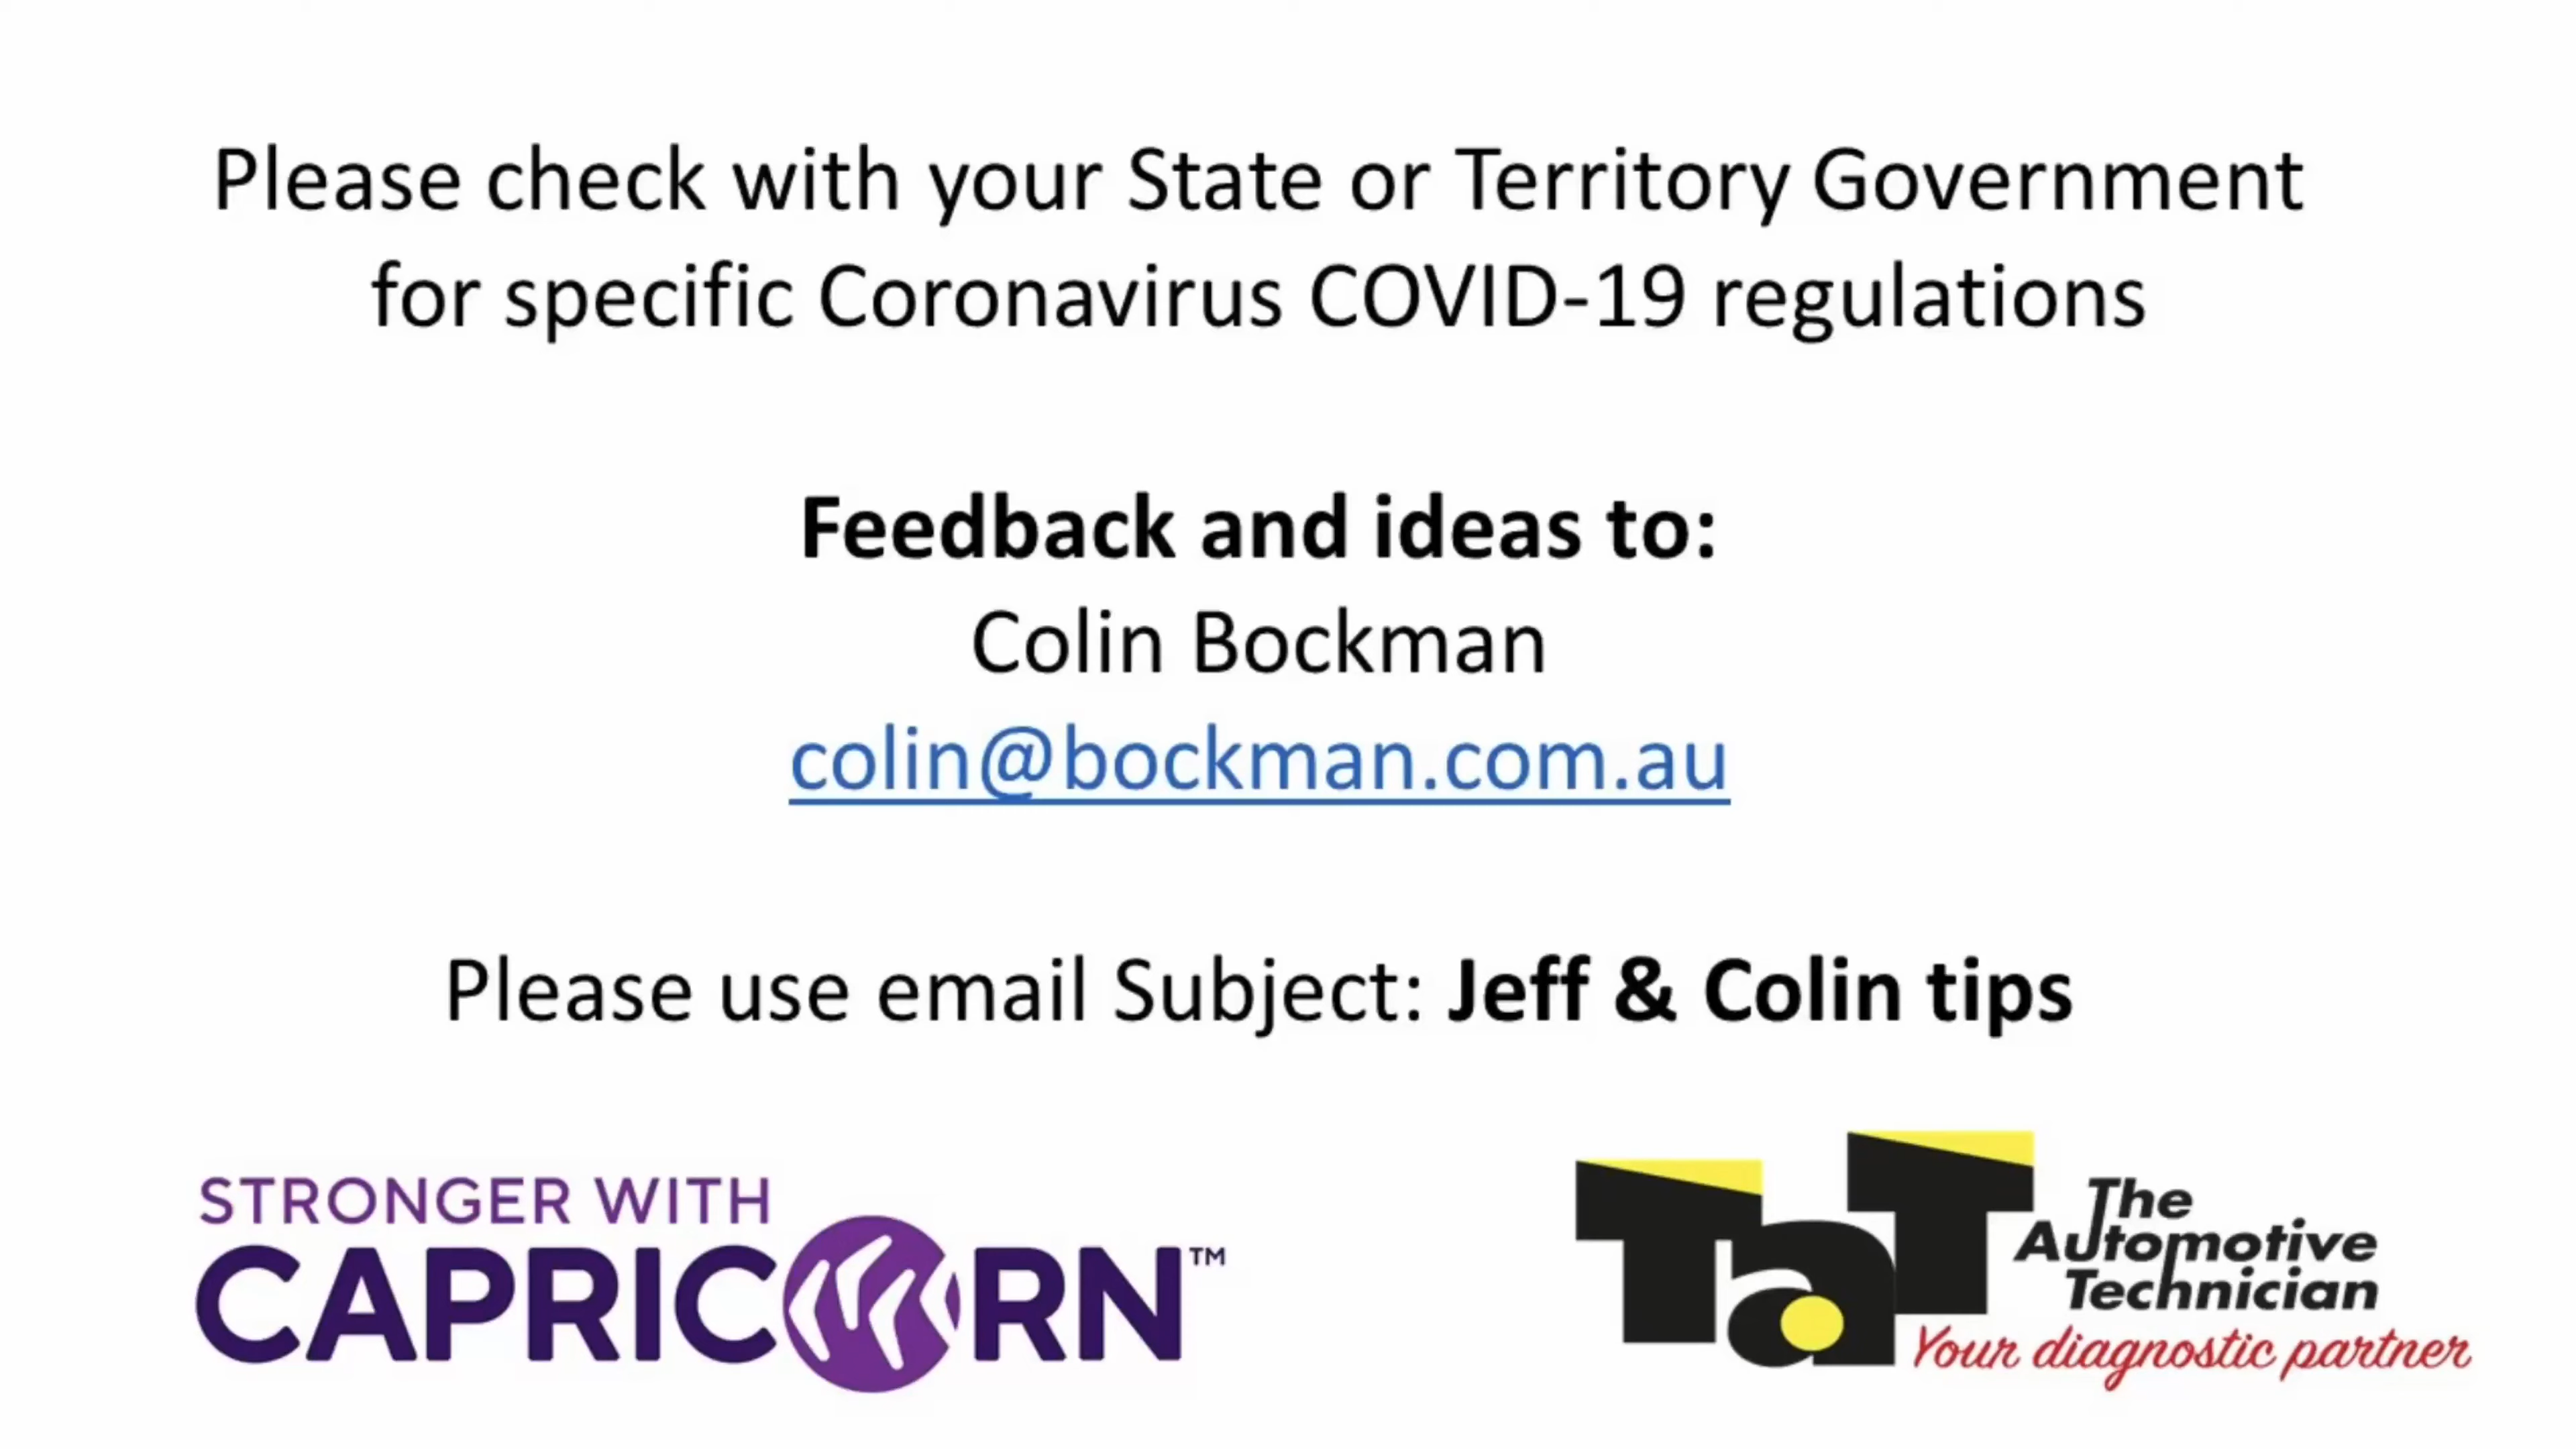 Please check with your State or Territory Government
for specific Coronavirus COVID-19 regulations
Feedback and ideas to:
Colin Bockman
colin@bockman.com.au
Please use email Subject: Jeff & Colin tips
STRONGER WITH
CAPRICORN™
TaT
The
Automotive
Technician
Your diagnostic partner